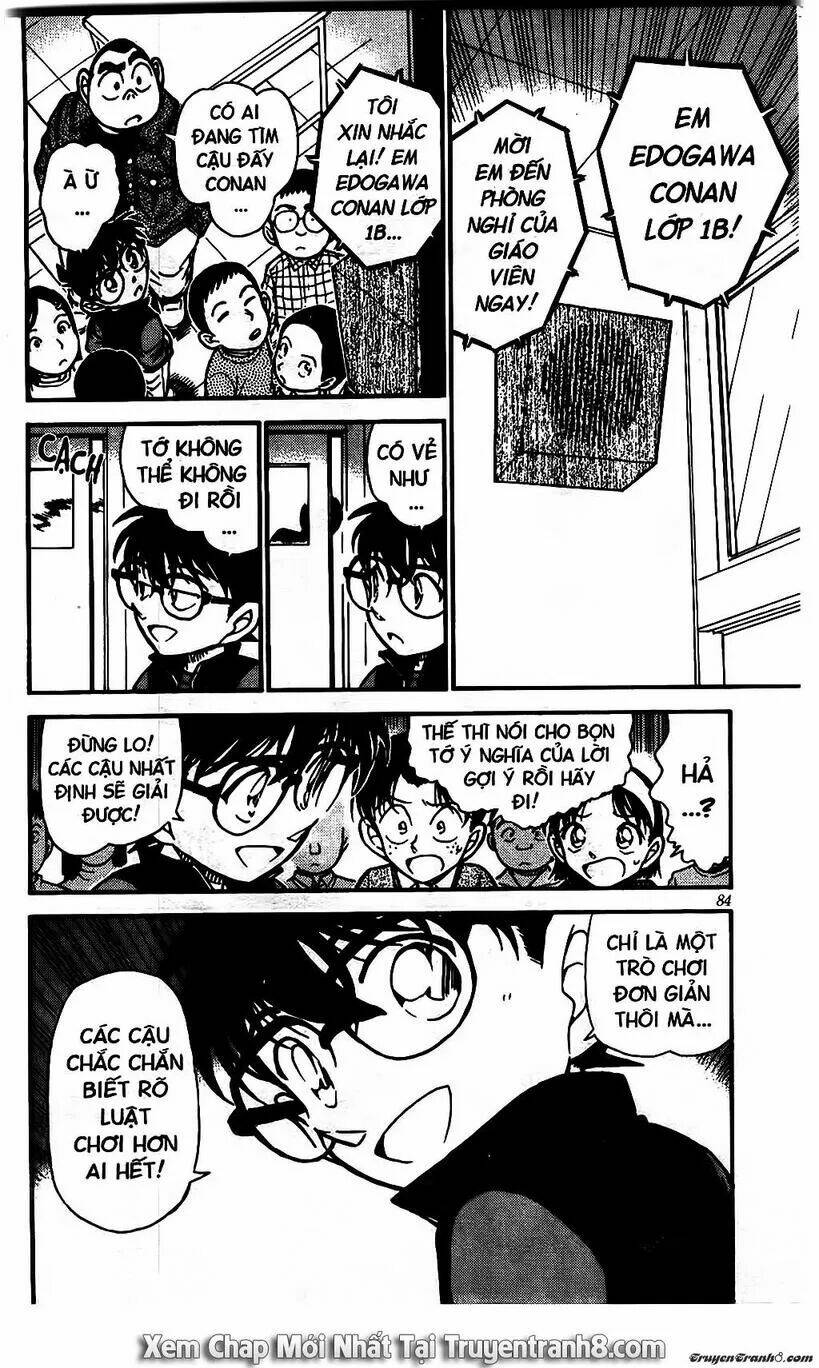 EM
EDOGAWA
CONAN
LỚP 1B!
MỜI
EM ĐẾN
PHÒNG
NGHỈ CỦA
GIÁO
VIÊN
NGAY!
TÔI
XIN NHẮC
LẠI! EM
EDOGAWA
CONAN LỚP
1B...
CÓ AI
ĐANG TÌM
CẬU ĐẤY
CONAN
...
À Ừ
...
CÓ VẺ
NHƯ
...
TỚ KHÔNG
THỂ KHÔNG
ĐI RỒI
...
CẠCH
HẢ
...?
THẾ THÌ NÓI CHO BỌN
TỚ Ý NGHĨA CỦA LỜI
GỢI Ý RỒI HÃY
ĐI!
ĐỪNG LO!
CÁC CẬU NHẤT
ĐỊNH SẼ GIẢI
ĐƯỢC!
84
CHỈ LÀ MỘT
TRÒ CHƠI
ĐƠN GIẢN
THÔI MÀ...
CÁC CẬU
CHẮC CHẮN
BIẾT RÕ
LUẬT
CHƠI HƠN
AI HẾT!
Xem Chap Mới Nhất Tại Truyentranh8.com
TruyenTranh8.com